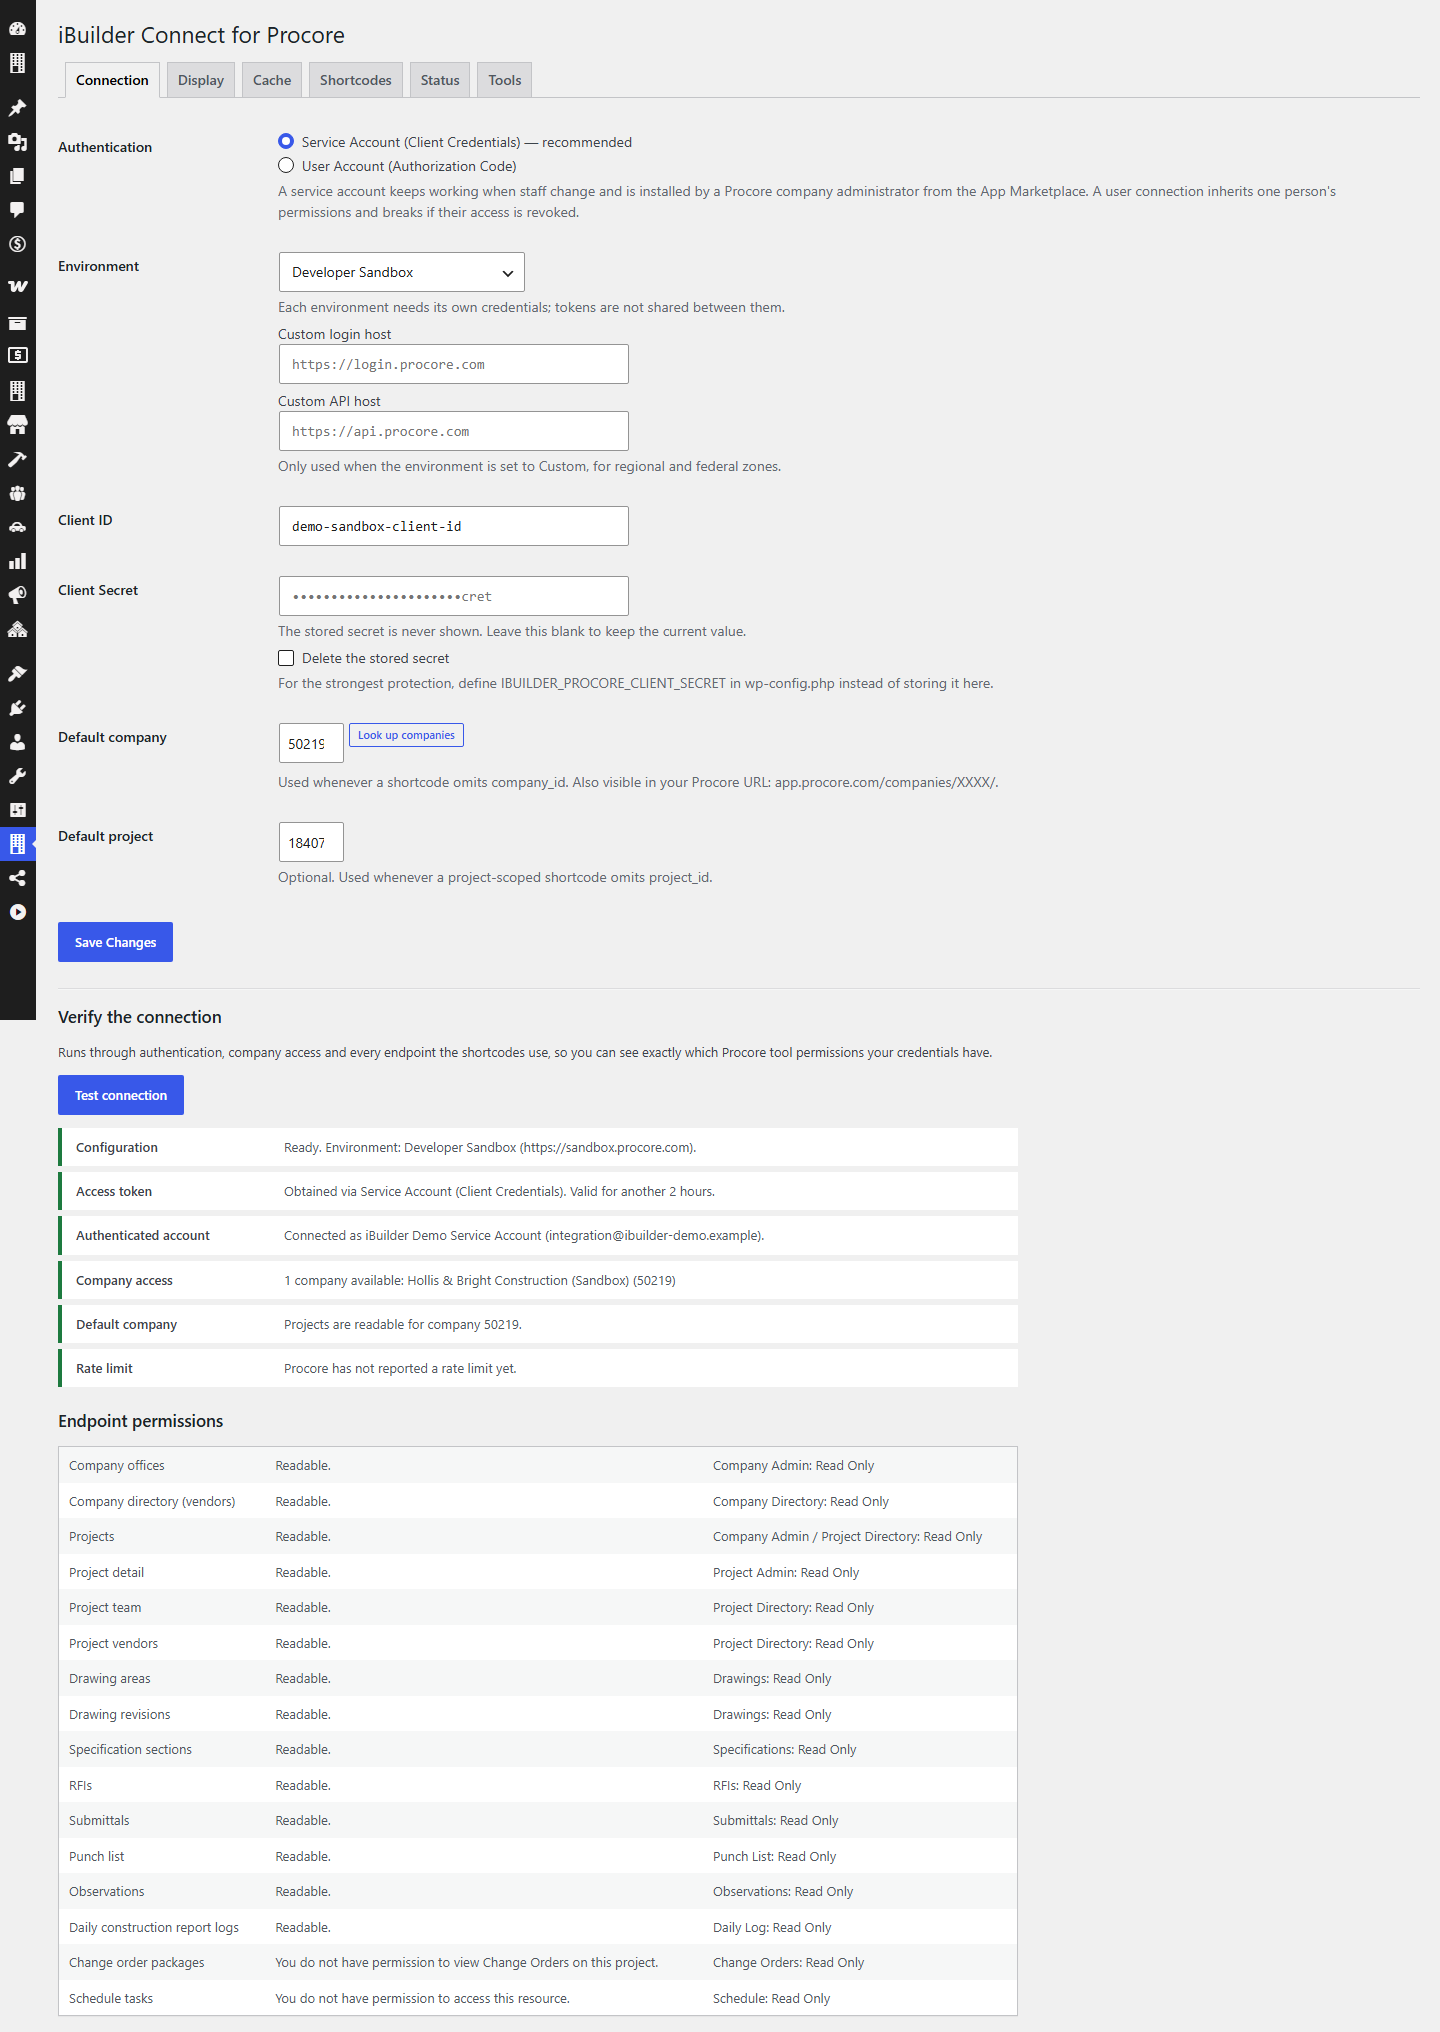 iBuilder Connect for Procore
Connection
Display
Cache
Shortcodes
Status
Tools
Authentication
Service Account (Client Credentials) — recommended
User Account (Authorization Code)
A service account keeps working when staff change and is installed by a Procore company administrator from the App Marketplace. A user connection inherits one person's
permissions and breaks if their access is revoked.
Environment
Developer Sandbox
Each environment needs its own credentials; tokens are not shared between them.
Custom login host
https://login.procore.com
Custom API host
https://api.procore.com
Only used when the environment is set to Custom, for regional and federal zones.
Client ID
demo-sandbox-client-id
Client Secret
••••••••••••••••••••••cret
The stored secret is never shown. Leave this blank to keep the current value.
Delete the stored secret
For the strongest protection, define IBUILDER_PROCORE_CLIENT_SECRET in wp-config.php instead of storing it here.
Default company
50219
Look up companies
Used whenever a shortcode omits company_id. Also visible in your Procore URL: app.procore.com/companies/XXXX/.
Default project
18407
Optional. Used whenever a project-scoped shortcode omits project_id.
Save Changes
Verify the connection
Runs through authentication, company access and every endpoint the shortcodes use, so you can see exactly which Procore tool permissions your credentials have.
Test connection
Configuration Ready. Environment: Developer Sandbox (https://sandbox.procore.com).
Access token Obtained via Service Account (Client Credentials). Valid for another 2 hours.
Authenticated account Connected as iBuilder Demo Service Account (integration@ibuilder-demo.example).
Company access 1 company available: Hollis & Bright Construction (Sandbox) (50219)
Default company Projects are readable for company 50219.
Rate limit Procore has not reported a rate limit yet.
Endpoint permissions
Company offices Readable. Company Admin: Read Only
Company directory (vendors) Readable. Company Directory: Read Only
Projects Readable. Company Admin / Project Directory: Read Only
Project detail Readable. Project Admin: Read Only
Project team Readable. Project Directory: Read Only
Project vendors Readable. Project Directory: Read Only
Drawing areas Readable. Drawings: Read Only
Drawing revisions Readable. Drawings: Read Only
Specification sections Readable. Specifications: Read Only
RFIs Readable. RFIs: Read Only
Submittals Readable. Submittals: Read Only
Punch list Readable. Punch List: Read Only
Observations Readable. Observations: Read Only
Daily construction report logs Readable. Daily Log: Read Only
Change order packages You do not have permission to view Change Orders on this project. Change Orders: Read Only
Schedule tasks You do not have permission to access this resource. Schedule: Read Only